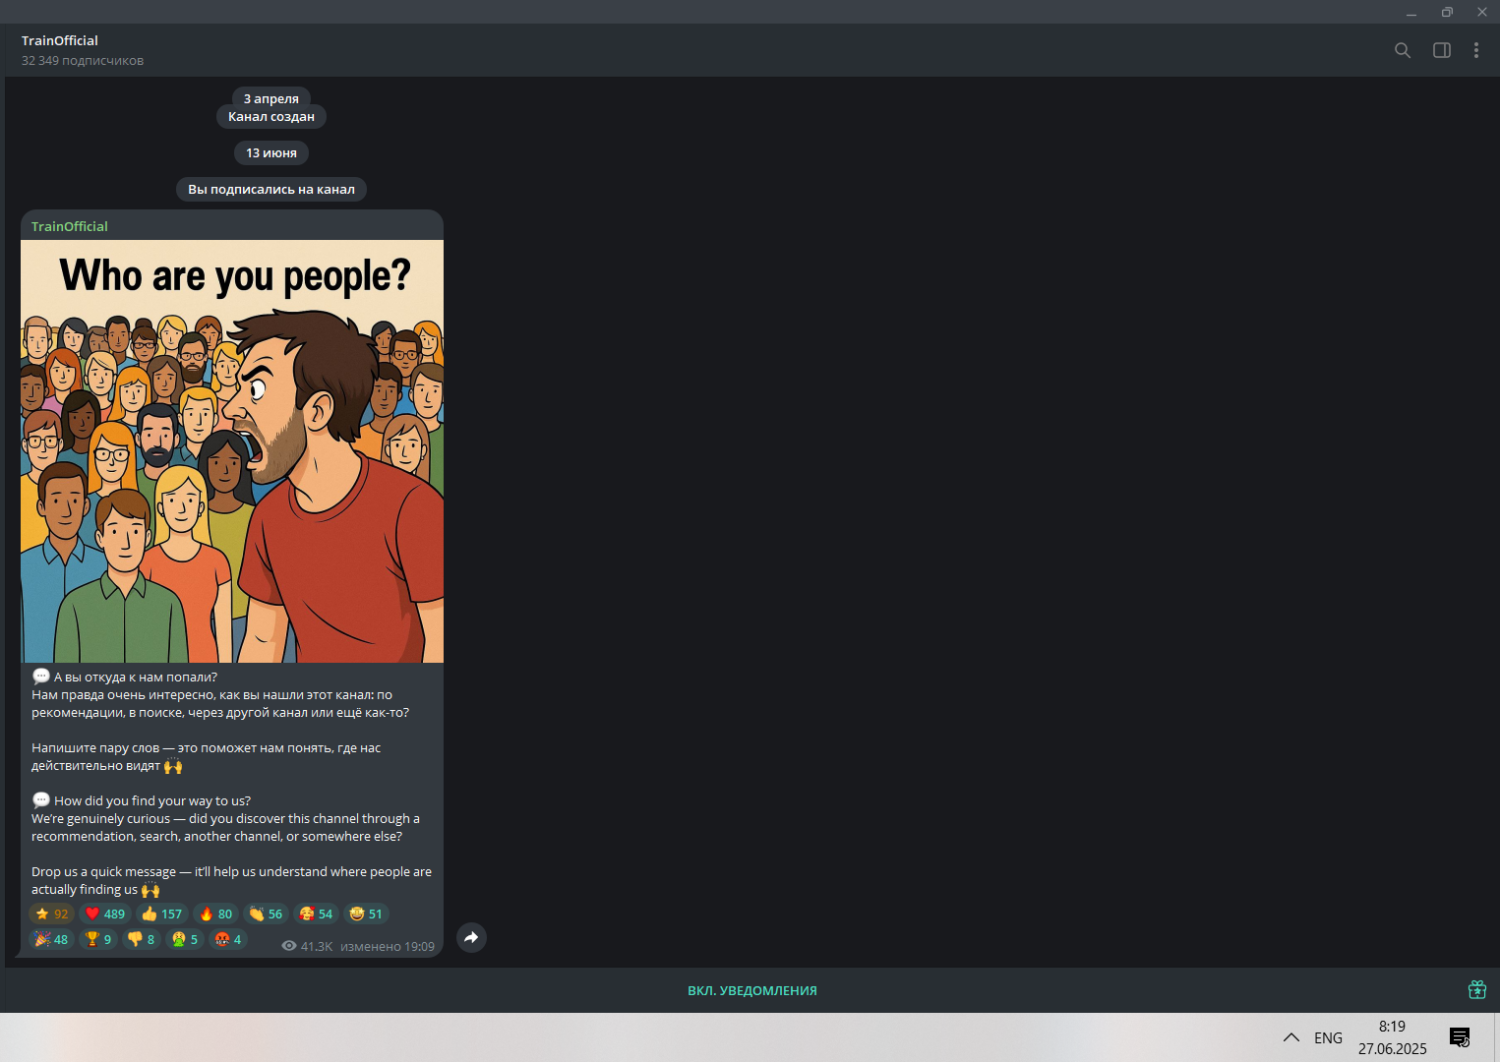 TrainOfficial
32 349 подписчиков
3 апреля
Канал создан
13 июня
Вы подписались на канал
TrainOfficial
Who are you people?
💬 А вы откуда к нам попали?
Нам правда очень интересно, как вы нашли этот канал: по
рекомендации, в поиске, через другой канал или ещё как-то?
Напишите пару слов — это поможет нам понять, где нас
действительно видят 🙌
💬 How did you find your way to us?
We’re genuinely curious — did you discover this channel through a
recommendation, search, another channel, or somewhere else?
Drop us a quick message — it’ll help us understand where people are
actually finding us 🙌
⭐ 92 ❤️ 489 👍 157 🔥 80 👏 56 🥰 54 🤩 51
🎉 48 🏆 9 👎 8 🤮 5 🤬 4 41.3K изменено 19:09
ВКЛ. УВЕДОМЛЕНИЯ
ENG
8:19
27.06.2025